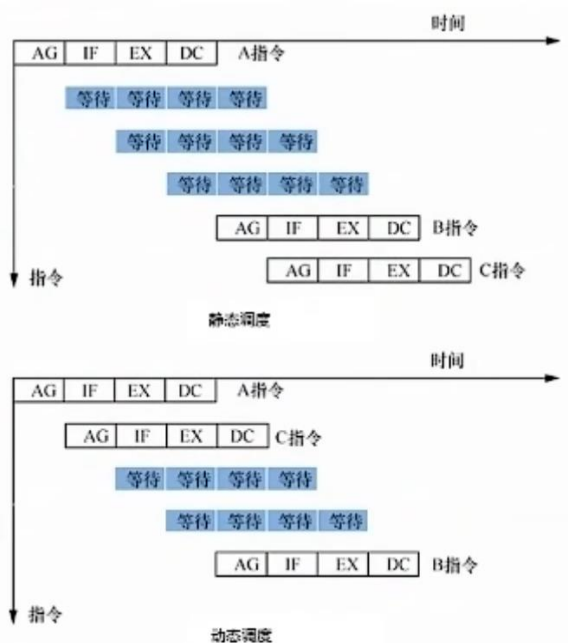 时间
AG IF EX DC A指令
等待 等待 等待 等待
等待 等待 等待 等待
等待 等待 等待 等待
AG IF EX DC B指令
AG IF EX DC C指令
指令
静态调度
时间
AG IF EX DC A指令
AG IF EX DC C指令
等待 等待 等待 等待
等待 等待 等待 等待
AG IF EX DC B指令
指令
动态调度